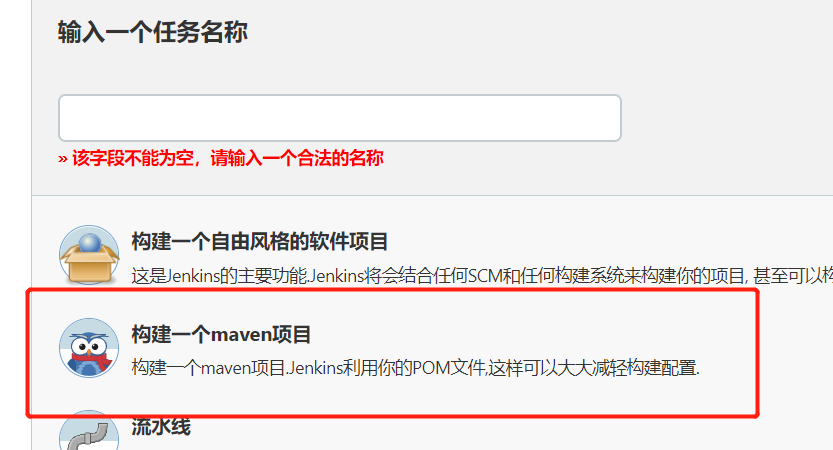 输入一个任务名称
» 该字段不能为空，请输入一个合法的名称
构建一个自由风格的软件项目
这是Jenkins的主要功能.Jenkins将会结合任何SCM和任何构建系统来构建你的项目, 甚至可以构
构建一个maven项目
构建一个maven项目.Jenkins利用你的POM文件,这样可以大大减轻构建配置.
流水线